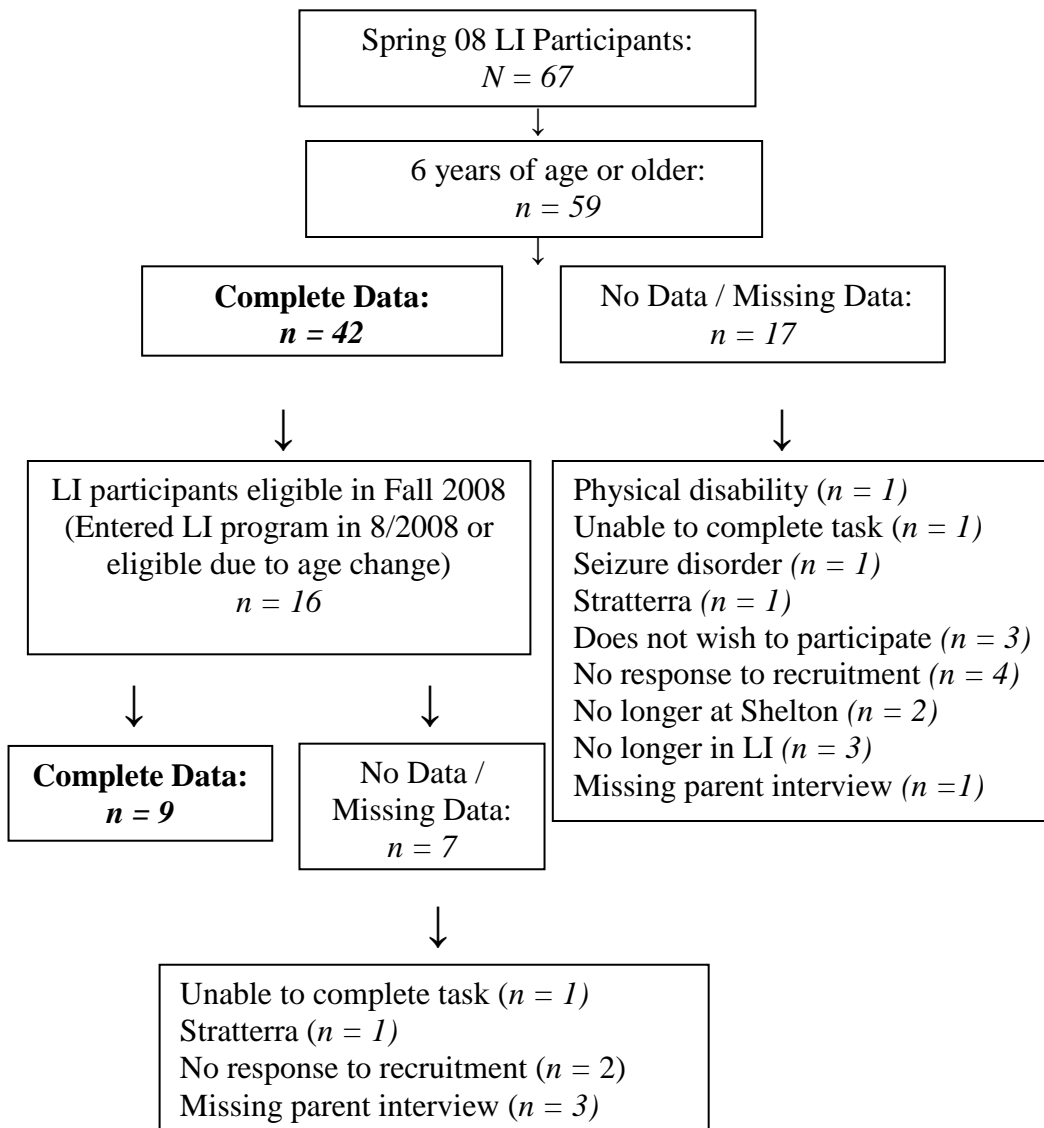 Spring 08 LI Participants:
N = 67
↓
6 years of age or older:
n = 59
↓
Complete Data:
n = 42
No Data / Missing Data:
n = 17
↓
↓
LI participants eligible in Fall 2008
(Entered LI program in 8/2008 or
eligible due to age change)
n = 16
Physical disability (n = 1)
Unable to complete task (n = 1)
Seizure disorder (n = 1)
Stratterra (n = 1)
Does not wish to participate (n = 3)
No response to recruitment (n = 4)
No longer at Shelton (n = 2)
No longer in LI (n = 3)
Missing parent interview (n =1)
↓
↓
Complete Data:
n = 9
No Data /
Missing Data:
n = 7
↓
Unable to complete task (n = 1)
Stratterra (n = 1)
No response to recruitment (n = 2)
Missing parent interview (n = 3)